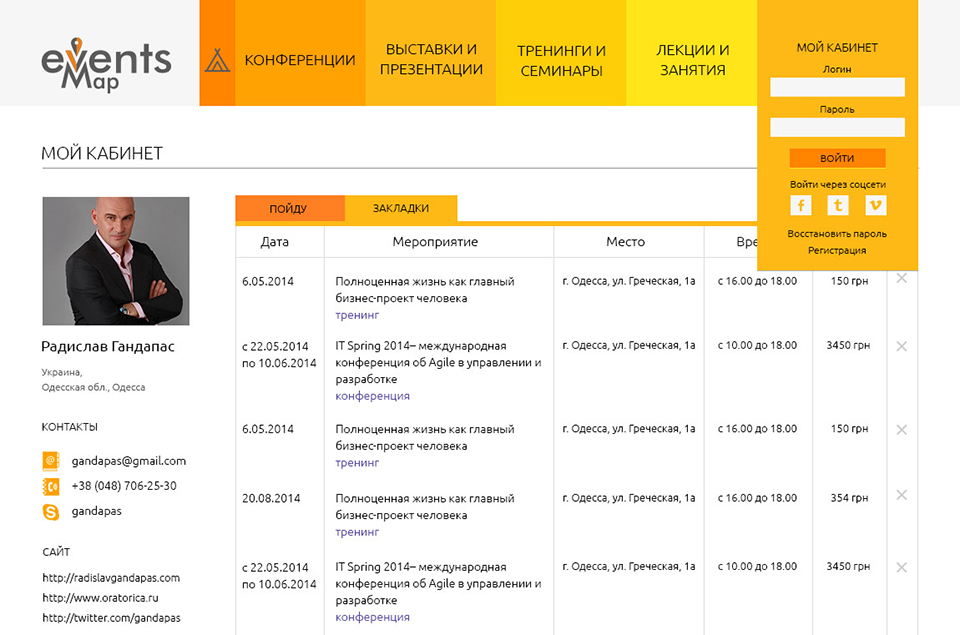 events
Map
КОНФЕРЕНЦИИ
ВЫСТАВКИ И
ПРЕЗЕНТАЦИИ
ТРЕНИНГИ И
СЕМИНАРЫ
ЛЕКЦИИ И
ЗАНЯТИЯ
МОЙ КАБИНЕТ
Логин
Пароль
ВОЙТИ
Войти через соцсети
f t v
Восстановить пароль
Регистрация
МОЙ КАБИНЕТ
Радислав Гандапас
Украина,
Одесская обл., Одесса
КОНТАКТЫ
gandapas@gmail.com
+38 (048) 706-25-30
gandapas
САЙТ
http://radislavgandapas.com
http://www.oratorica.ru
http://twitter.com/gandapas
ПОЙДУ ЗАКЛАДКИ
Дата Мероприятие Место Вре
6.05.2014 Полноценная жизнь как главный г. Одесса, ул. Греческая, 1а с 16.00 до 18.00 150 грн
бизнес-проект человека
тренинг
с 22.05.2014 IT Spring 2014– международная г. Одесса, ул. Греческая, 1а с 10.00 до 18.00 3450 грн
по 10.06.2014 конференция об Agile в управлении и
разработке
конференция
6.05.2014 Полноценная жизнь как главный г. Одесса, ул. Греческая, 1а с 16.00 до 18.00 150 грн
бизнес-проект человека
тренинг
20.08.2014 Полноценная жизнь как главный г. Одесса, ул. Греческая, 1а с 16.00 до 18.00 354 грн
бизнес-проект человека
тренинг
с 22.05.2014 IT Spring 2014– международная г. Одесса, ул. Греческая, 1а с 10.00 до 18.00 3450 грн
по 10.06.2014 конференция об Agile в управлении и
разработке
конференция